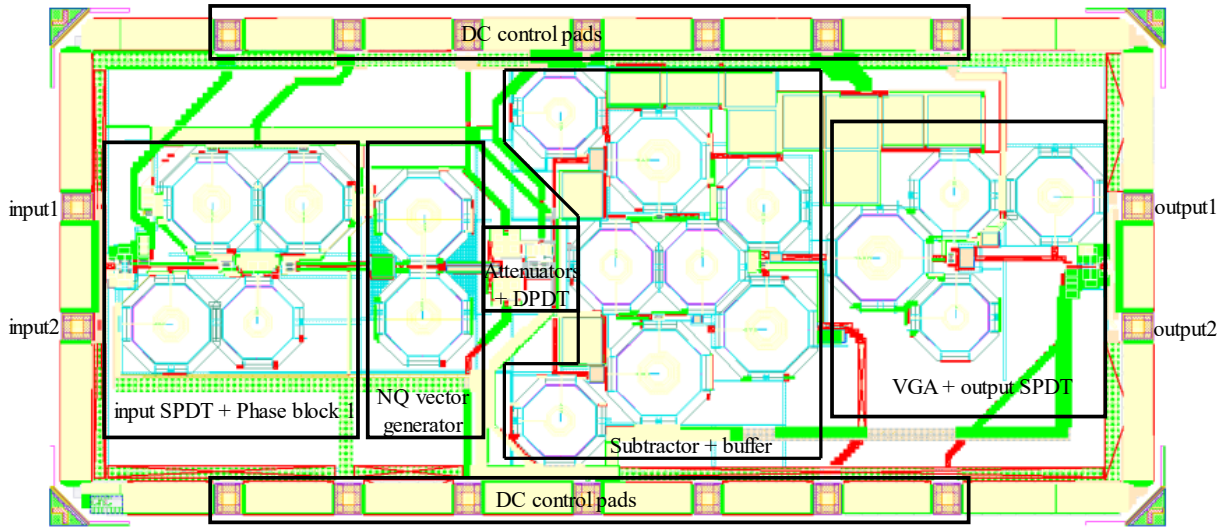 DC control pads
input1
output1
Attenuators
+ DPDT
input2
output2
VGA + output SPDT
NQ vector
generator
input SPDT + Phase block 1
Subtractor + buffer
DC control pads